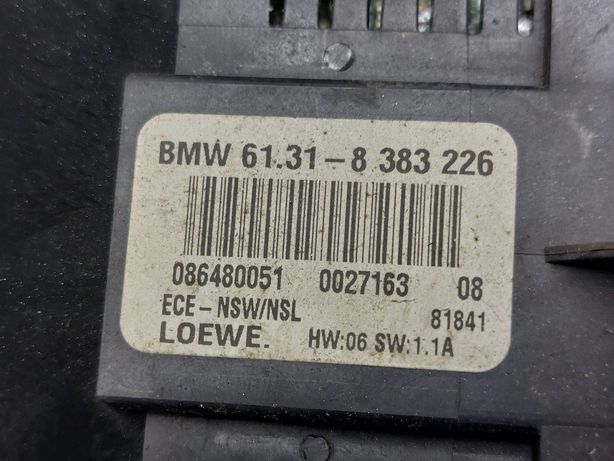 BMW 61.31-8 383 226
086480051 0027163 08
ECE-NSW/NSL 81841
LOEWE. HW:06 SW:1.1A